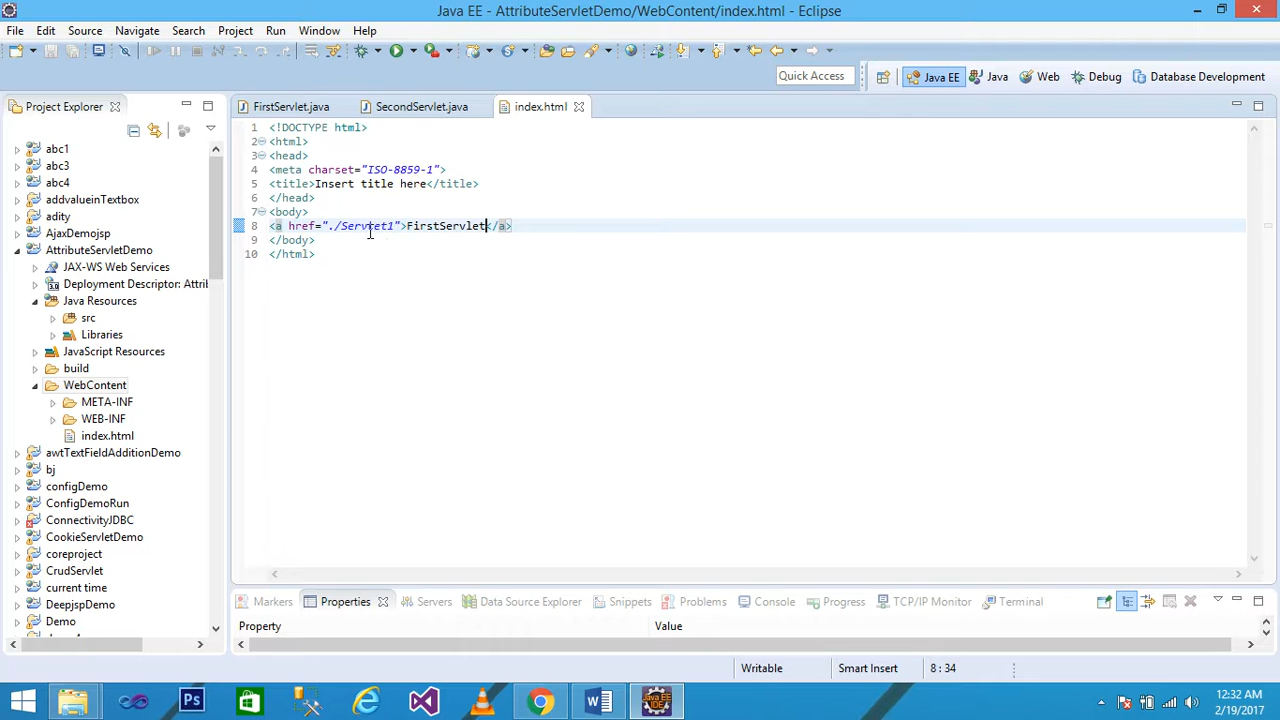 Java EE - AttributeServletDemo/WebContent/index.html - Eclipse
File Edit Source Navigate Search Project Run Window Help
Quick Access
Java EE Java Web Debug Database Development
Project Explorer
FirstServlet.java SecondServlet.java index.html
abc1
abc3
abc4
addvalueinTextbox
adity
AjaxDemojsp
AttributeServletDemo
JAX-WS Web Services
Deployment Descriptor: Attrib
Java Resources
src
Libraries
JavaScript Resources
build
WebContent
META-INF
WEB-INF
index.html
awtTextFieldAdditionDemo
bj
configDemo
ConfigDemoRun
ConnectivityJDBC
CookieServletDemo
coreproject
CrudServlet
current time
DeepjspDemo
Demo
1 <!DOCTYPE html>
2 <html>
3 <head>
4 <meta charset="ISO-8859-1">
5 <title>Insert title here</title>
6 </head>
7 <body>
8 <a href="./Servlet1">FirstServlet</a>
9 </body>
10 </html>
Markers Properties Servers Data Source Explorer Snippets Problems Console Progress TCP/IP Monitor Terminal
Property Value
Writable Smart Insert 8 : 34
Ps
W
Java EE
IDE
12:32 AM
2/19/2017